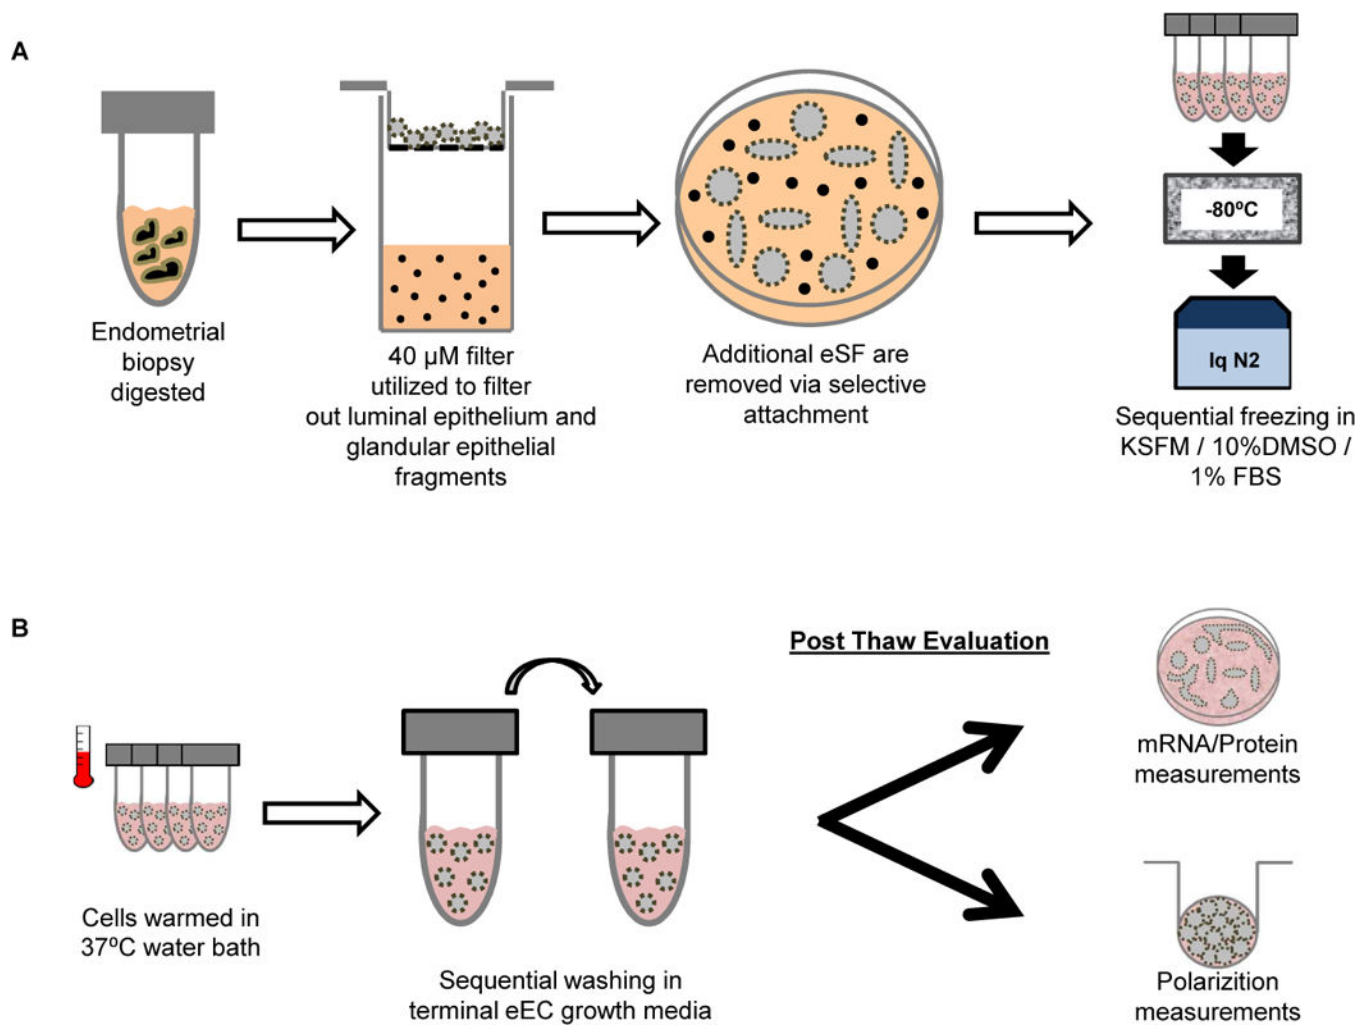 A
Endometrial
biopsy
digested
40 µM filter
utilized to filter
out luminal epithelium and
glandular epithelial
fragments
Additional eSF are
removed via selective
attachment
-80ºC
lq N2
Sequential freezing in
KSFM / 10%DMSO /
1% FBS
B
Cells warmed in
37ºC water bath
Sequential washing in
terminal eEC growth media
Post Thaw Evaluation
mRNA/Protein
measurements
Polarizition
measurements